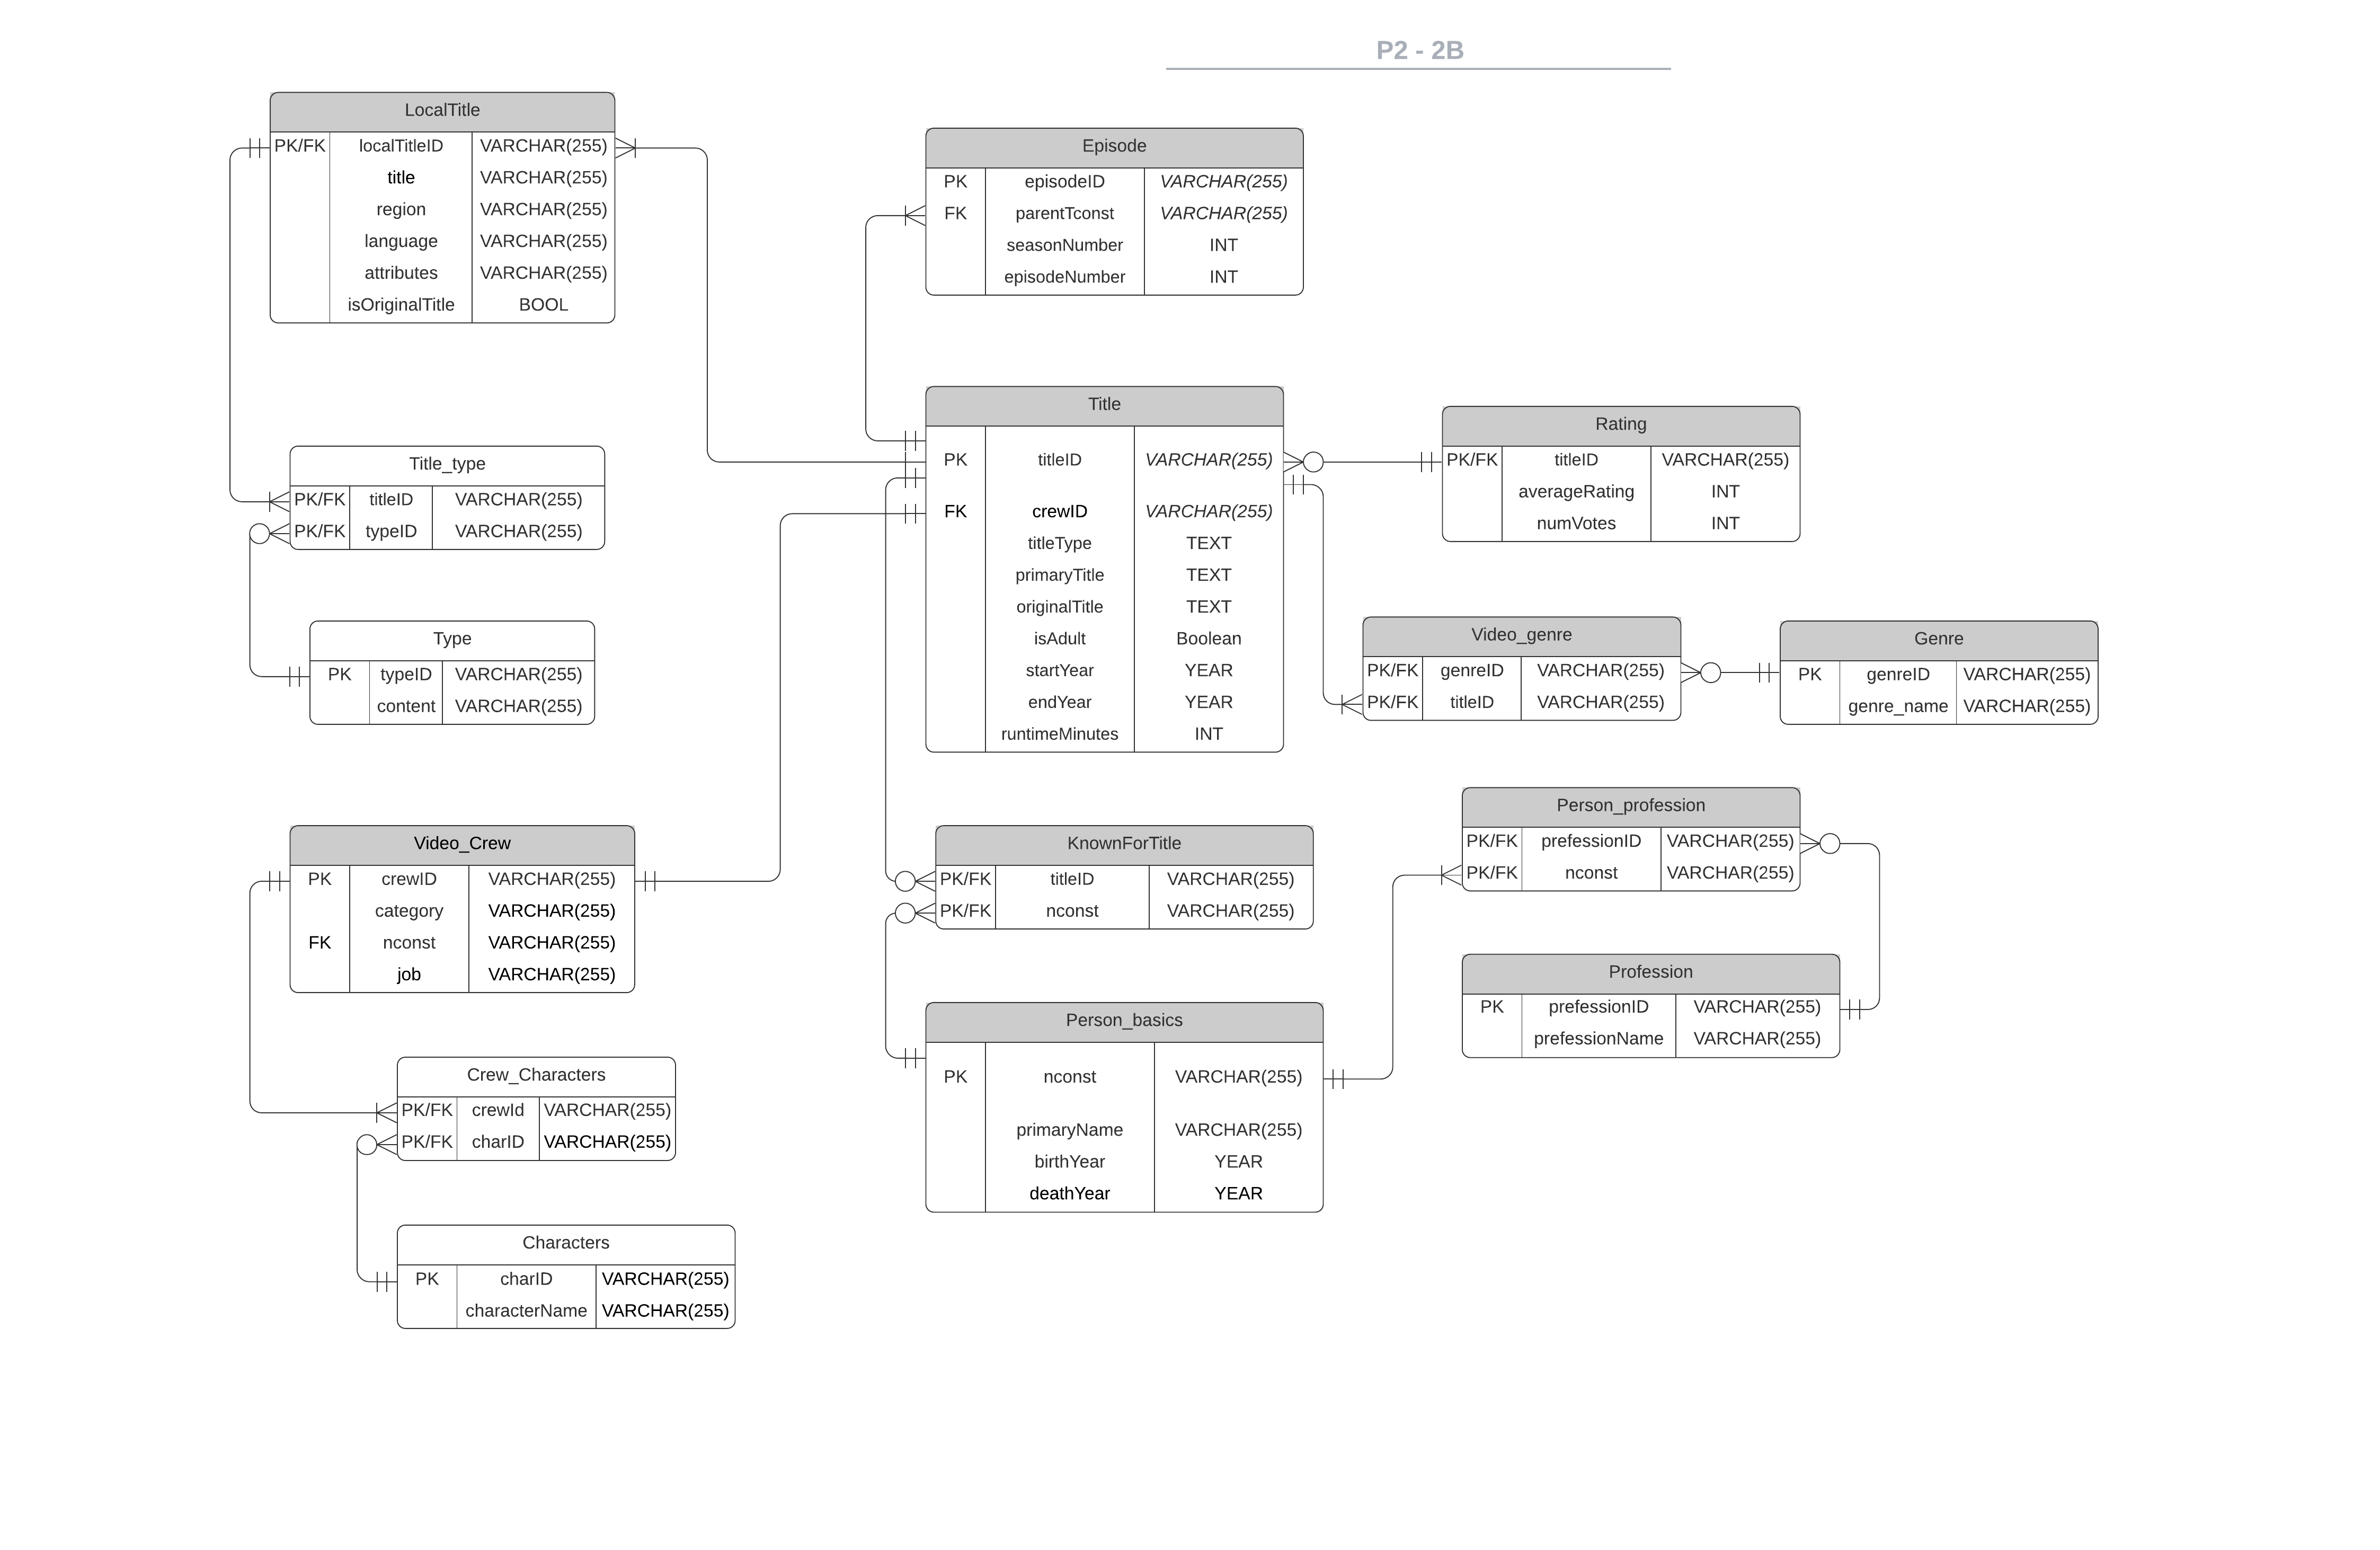 P2 - 2B
LocalTitle
PK/FK localTitleID VARCHAR(255)
title VARCHAR(255)
region VARCHAR(255)
language VARCHAR(255)
attributes VARCHAR(255)
isOriginalTitle BOOL
Episode
PK episodeID VARCHAR(255)
FK parentTconst VARCHAR(255)
seasonNumber INT
episodeNumber INT
Title
PK titleID VARCHAR(255)
FK crewID VARCHAR(255)
titleType TEXT
primaryTitle TEXT
originalTitle TEXT
isAdult Boolean
startYear YEAR
endYear YEAR
runtimeMinutes INT
Rating
PK/FK titleID VARCHAR(255)
averageRating INT
numVotes INT
Title_type
PK/FK titleID VARCHAR(255)
PK/FK typeID VARCHAR(255)
Type
PK typeID VARCHAR(255)
content VARCHAR(255)
Video_genre
PK/FK genreID VARCHAR(255)
PK/FK titleID VARCHAR(255)
Genre
PK genreID VARCHAR(255)
genre_name VARCHAR(255)
Video_Crew
PK crewID VARCHAR(255)
category VARCHAR(255)
FK nconst VARCHAR(255)
job VARCHAR(255)
KnownForTitle
PK/FK titleID VARCHAR(255)
PK/FK nconst VARCHAR(255)
Person_profession
PK/FK prefessionID VARCHAR(255)
PK/FK nconst VARCHAR(255)
Profession
PK prefessionID VARCHAR(255)
prefessionName VARCHAR(255)
Person_basics
PK nconst VARCHAR(255)
primaryName VARCHAR(255)
birthYear YEAR
deathYear YEAR
Crew_Characters
PK/FK crewId VARCHAR(255)
PK/FK charID VARCHAR(255)
Characters
PK charID VARCHAR(255)
characterName VARCHAR(255)